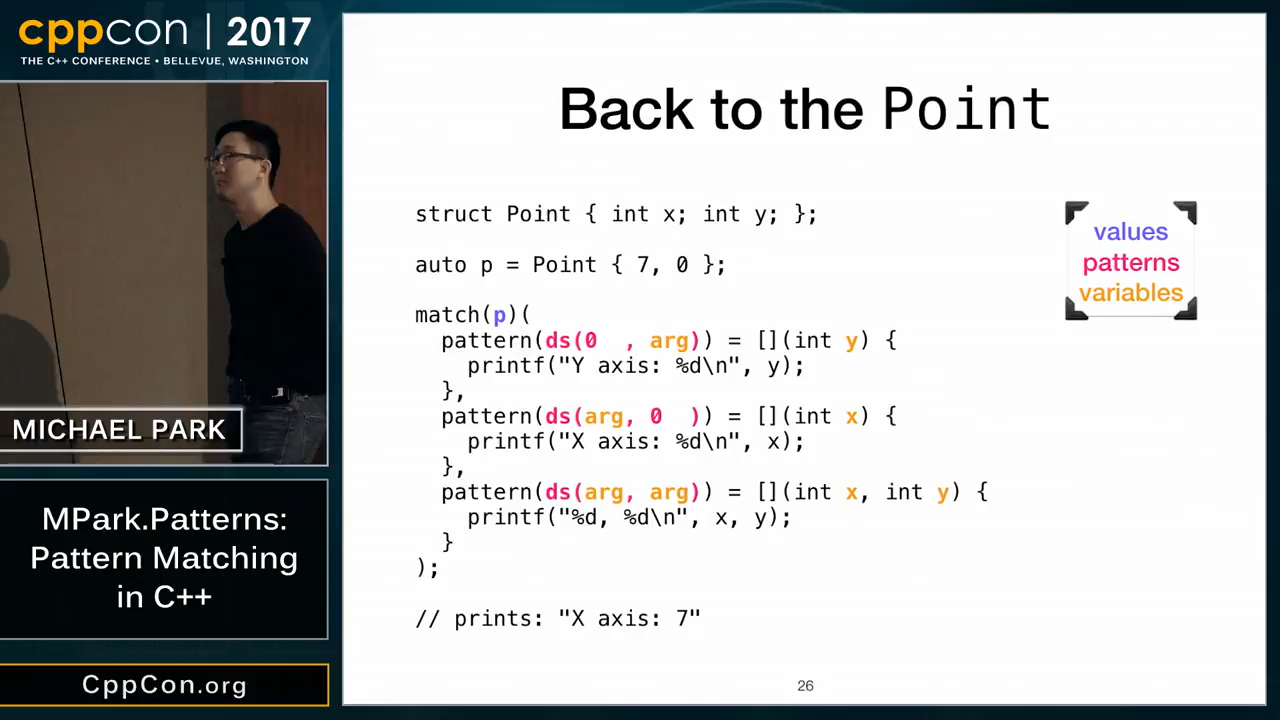 cppcon | 2017
THE C++ CONFERENCE • BELLEVUE, WASHINGTON
MICHAEL PARK
MPark.Patterns:
Pattern Matching
in C++
CppCon.org
Back to the Point
struct Point { int x; int y; };
auto p = Point { 7, 0 };
match(p)(
  pattern(ds(0  , arg)) = [](int y) {
    printf("Y axis: %d\n", y);
  },
  pattern(ds(arg, 0  )) = [](int x) {
    printf("X axis: %d\n", x);
  },
  pattern(ds(arg, arg)) = [](int x, int y) {
    printf("%d, %d\n", x, y);
  }
);
// prints: "X axis: 7"
values
patterns
variables
26